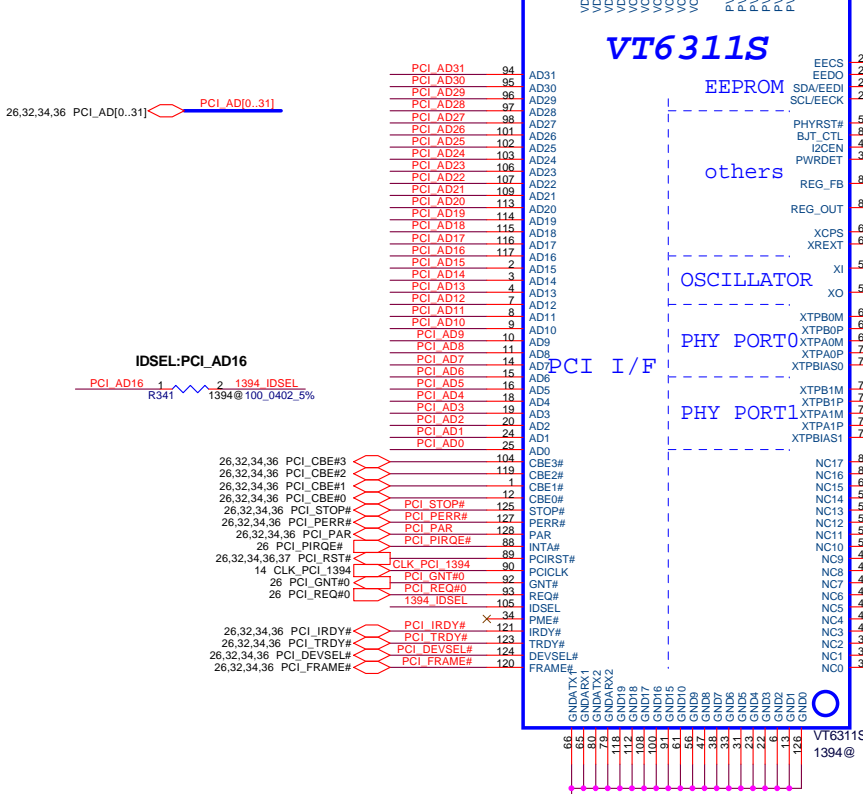 VT6311S
EEPROM
others
OSCILLATOR
PHY PORT0
PHY PORT1
PCI I/F
26,32,34,36 PCI_AD[0..31] PCI_AD[0..31]
IDSEL:PCI_AD16
PCI_AD16 1 2 1394_IDSEL
R341 1394@100_0402_5%
PCI_AD31 94 AD31
PCI_AD30 95 AD30
PCI_AD29 96 AD29
PCI_AD28 97 AD28
PCI_AD27 98 AD27
PCI_AD26 101 AD26
PCI_AD25 102 AD25
PCI_AD24 103 AD24
PCI_AD23 106 AD23
PCI_AD22 107 AD22
PCI_AD21 109 AD21
PCI_AD20 113 AD20
PCI_AD19 114 AD19
PCI_AD18 115 AD18
PCI_AD17 116 AD17
PCI_AD16 117 AD16
PCI_AD15 2 AD15
PCI_AD14 3 AD14
PCI_AD13 4 AD13
PCI_AD12 7 AD12
PCI_AD11 8 AD11
PCI_AD10 9 AD10
PCI_AD9 10 AD9
PCI_AD8 11 AD8
PCI_AD7 14 AD7
PCI_AD6 15 AD6
PCI_AD5 16 AD5
PCI_AD4 18 AD4
PCI_AD3 19 AD3
PCI_AD2 20 AD2
PCI_AD1 24 AD1
PCI_AD0 25 AD0
26,32,34,36 PCI_CBE#3 104 CBE3#
26,32,34,36 PCI_CBE#2 119 CBE2#
26,32,34,36 PCI_CBE#1 1 CBE1#
26,32,34,36 PCI_CBE#0 12 CBE0#
26,32,34,36 PCI_STOP# PCI_STOP# 125 STOP#
26,32,34,36 PCI_PERR# PCI_PERR# 127 PERR#
26,32,34,36 PCI_PAR PCI_PAR 128 PAR
26 PCI_PIRQE# PCI_PIRQE# 88 INTA#
26,32,34,36,37 PCI_RST# 89 PCIRST#
14 CLK_PCI_1394 CLK_PCI_1394 90 PCICLK
26 PCI_GNT#0 PCI_GNT#0 92 GNT#
26 PCI_REQ#0 PCI_REQ#0 93 REQ#
1394_IDSEL 105 IDSEL
34 PME#
26,32,34,36 PCI_IRDY# PCI_IRDY# 121 IRDY#
26,32,34,36 PCI_TRDY# PCI_TRDY# 123 TRDY#
26,32,34,36 PCI_DEVSEL# PCI_DEVSEL# 124 DEVSEL#
26,32,34,36 PCI_FRAME# PCI_FRAME# 120 FRAME#
EECS
EEDO
SDA/EEDI
SCL/EECK
PHYRST#
BJT_CTL
I2CEN
PWRDET
REG_FB
REG_OUT
XCPS
XREXT
XI
XO
XTPB0M
XTPB0P
XTPA0M
XTPA0P
XTPBIAS0
XTPB1M
XTPB1P
XTPA1M
XTPA1P
XTPBIAS1
NC17
NC16
NC15
NC14
NC13
NC12
NC11
NC10
NC9
NC8
NC7
NC6
NC5
NC4
NC3
NC2
NC1
NC0
GNDATX1 66
GNDARX1 65
GNDATX2 80
GNDARX2 79
GND19 118
GND18 112
GND17 108
GND16 100
GND15 91
GND10 61
GND9 56
GND8 47
GND7 38
GND6 33
GND5 31
GND4 23
GND3 22
GND2 6
GND1 13
GND0 126
VT6311S
1394@